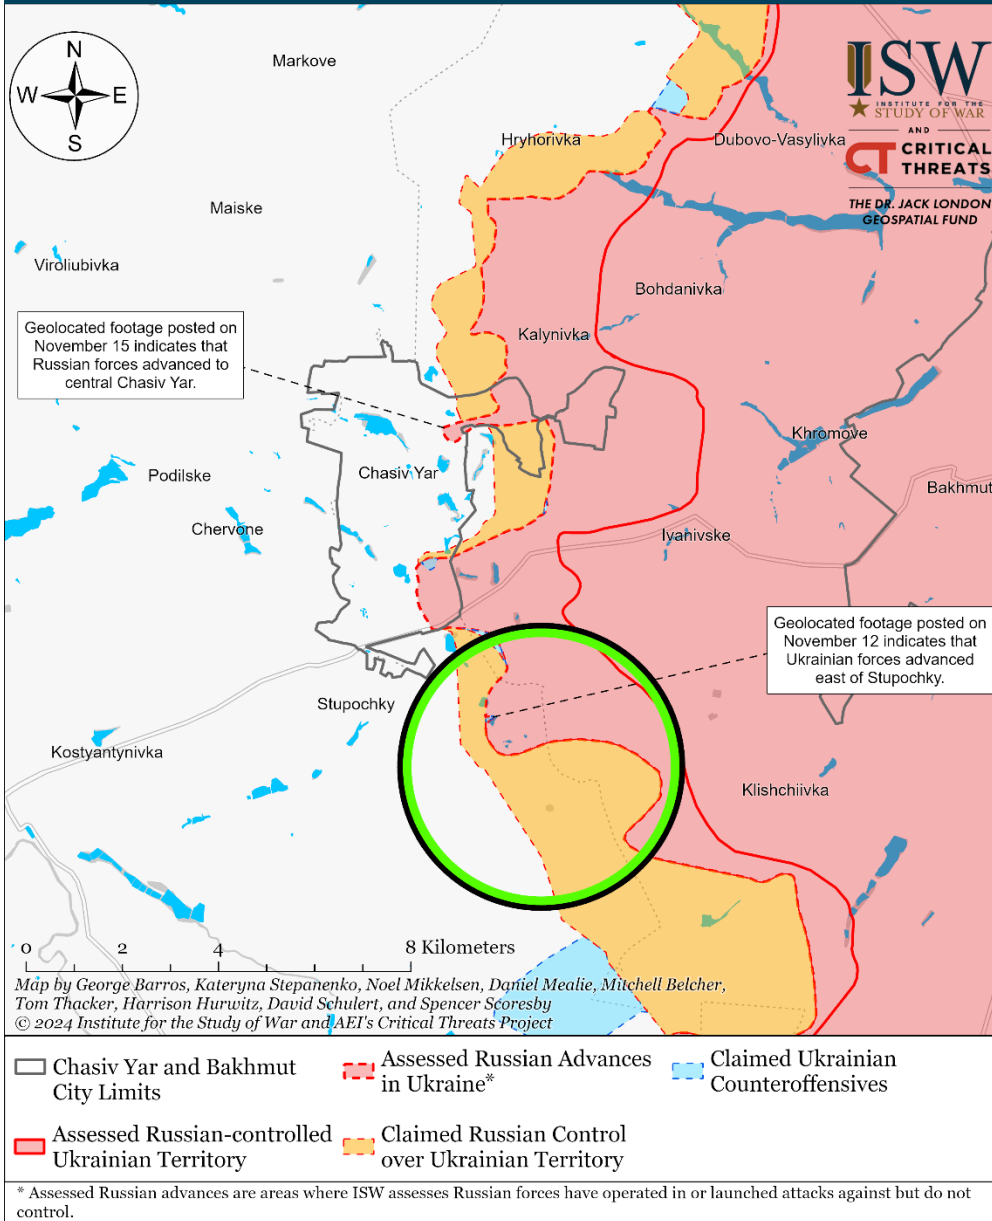 Markove
N
W
E
S
ISW
INSTITUTE FOR THE
STUDY OF WAR
AND
CT CRITICAL
THREATS
THE DR. JACK LONDON
GEOSPATIAL FUND
Hryhorivka
Dubovo-Vasylivka
Maiske
Viroliubivka
Bohdanivka
Kalynivka
Geolocated footage posted on
November 15 indicates that
Russian forces advanced to
central Chasiv Yar.
Khromove
Podilske
Chasiv Yar
Bakhmut
Chervone
Ivanivske
Geolocated footage posted on
November 12 indicates that
Ukrainian forces advanced
east of Stupochky.
Stupochky
Kostyantynivka
Klishchiivka
0 2 4 8 Kilometers
Map by George Barros, Kateryna Stepanenko, Noel Mikkelsen, Daniel Mealie, Mitchell Belcher,
Tom Thacker, Harrison Hurwitz, David Schulert, and Spencer Scoresby
© 2024 Institute for the Study of War and AEI's Critical Threats Project
Chasiv Yar and Bakhmut
City Limits
Assessed Russian Advances
in Ukraine*
Claimed Ukrainian
Counteroffensives
Assessed Russian-controlled
Ukrainian Territory
Claimed Russian Control
over Ukrainian Territory
* Assessed Russian advances are areas where ISW assesses Russian forces have operated in or launched attacks against but do not
control.